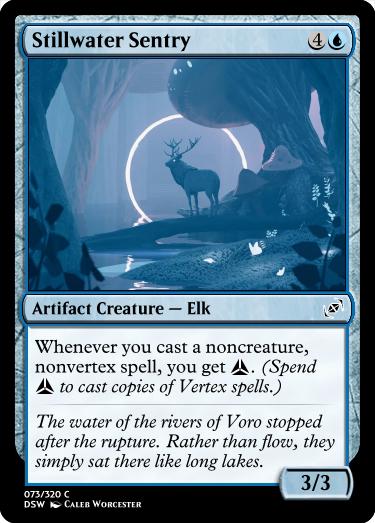 Stillwater Sentry 4
Artifact Creature — Elk
Whenever you cast a noncreature,
nonvertex spell, you get . (Spend
to cast copies of Vertex spells.)
The water of the rivers of Voro stopped
after the rupture. Rather than flow, they
simply sat there like long lakes.
3/3
073/320 C
DSW Caleb Worcester